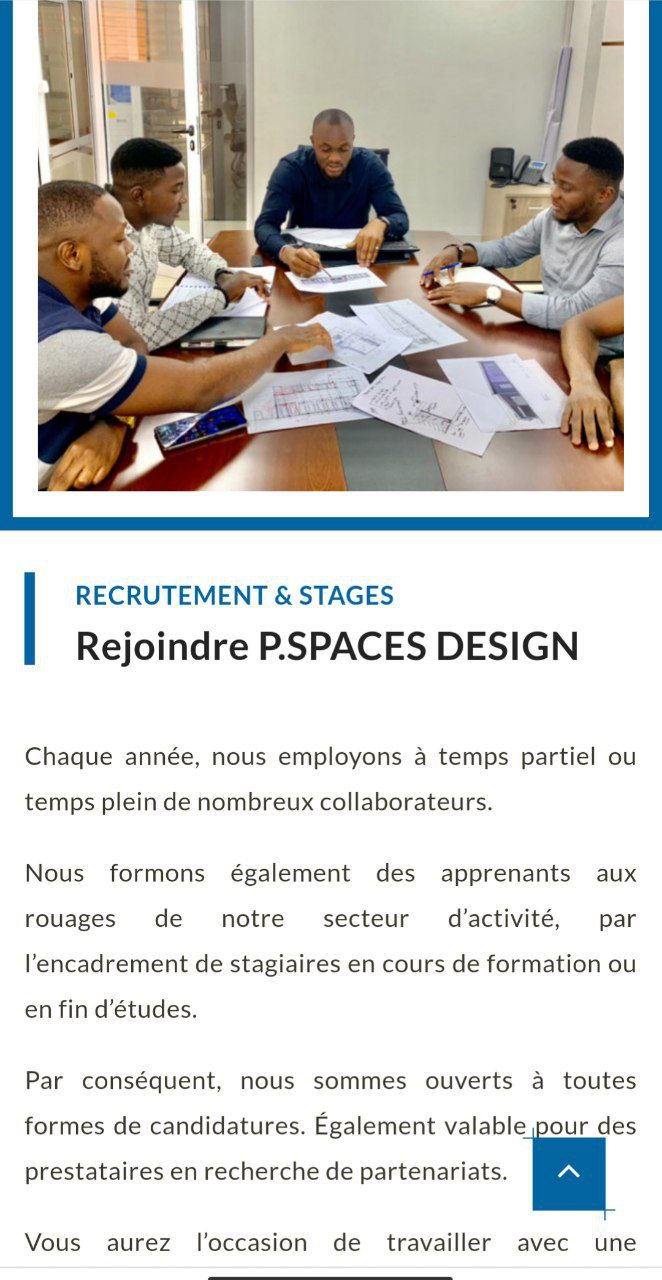 RECRUTEMENT & STAGES
Rejoindre P.SPACES DESIGN
Chaque année, nous employons à temps partiel ou
temps plein de nombreux collaborateurs.
Nous formons également des apprenants aux
rouages de notre secteur d’activité, par
l’encadrement de stagiaires en cours de formation ou
en fin d’études.
Par conséquent, nous sommes ouverts à toutes
formes de candidatures. Également valable pour des
prestataires en recherche de partenariats.
Vous aurez l’occasion de travailler avec une